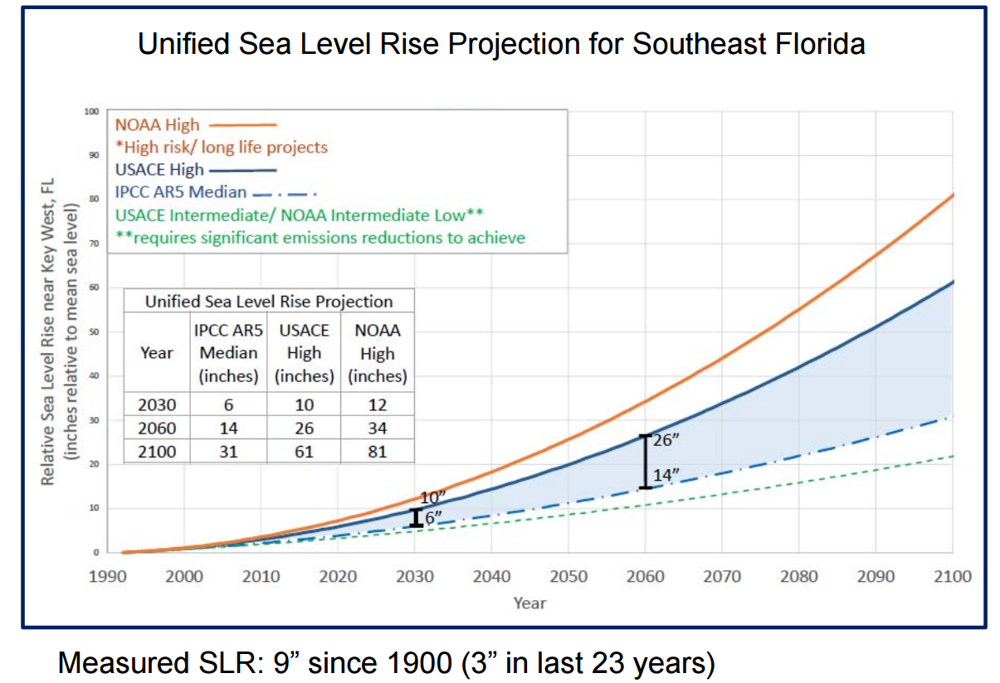 Unified Sea Level Rise Projection for Southeast Florida
Relative Sea Level Rise near Key West, FL
(inches relative to mean sea level)
100
90
80
70
60
50
40
30
20
10
0
NOAA High
*High risk/ long life projects
USACE High
IPCC AR5 Median
USACE Intermediate/ NOAA Intermediate Low**
**requires significant emissions reductions to achieve
Unified Sea Level Rise Projection
Year IPCC AR5 Median (inches) USACE High (inches) NOAA High (inches)
2030 6 10 12
2060 14 26 34
2100 31 61 81
10”
6”
26”
14”
1990 2000 2010 2020 2030 2040 2050 2060 2070 2080 2090 2100
Year
Measured SLR: 9” since 1900 (3” in last 23 years)